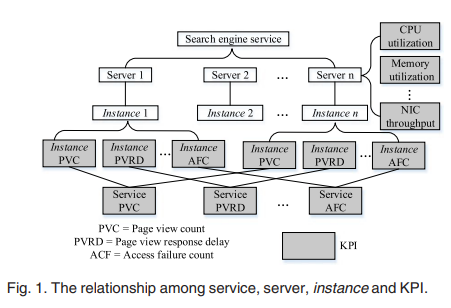 Search engine service
CPU
utilization
Memory
utilization
⋮
NIC
throughput
Server 1
Server 2
...
Server n
Instance 1
Instance 2
Instance n
Instance
PVC
Instance
PVRD
...
Instance
AFC
Instance
PVC
Instance
PVRD
...
Instance
AFC
Service
PVC
Service
PVRD
...
Service
AFC
PVC = Page view count
PVRD = Page view response delay
ACF = Access failure count
KPI
Fig. 1. The relationship among service, server, instance and KPI.